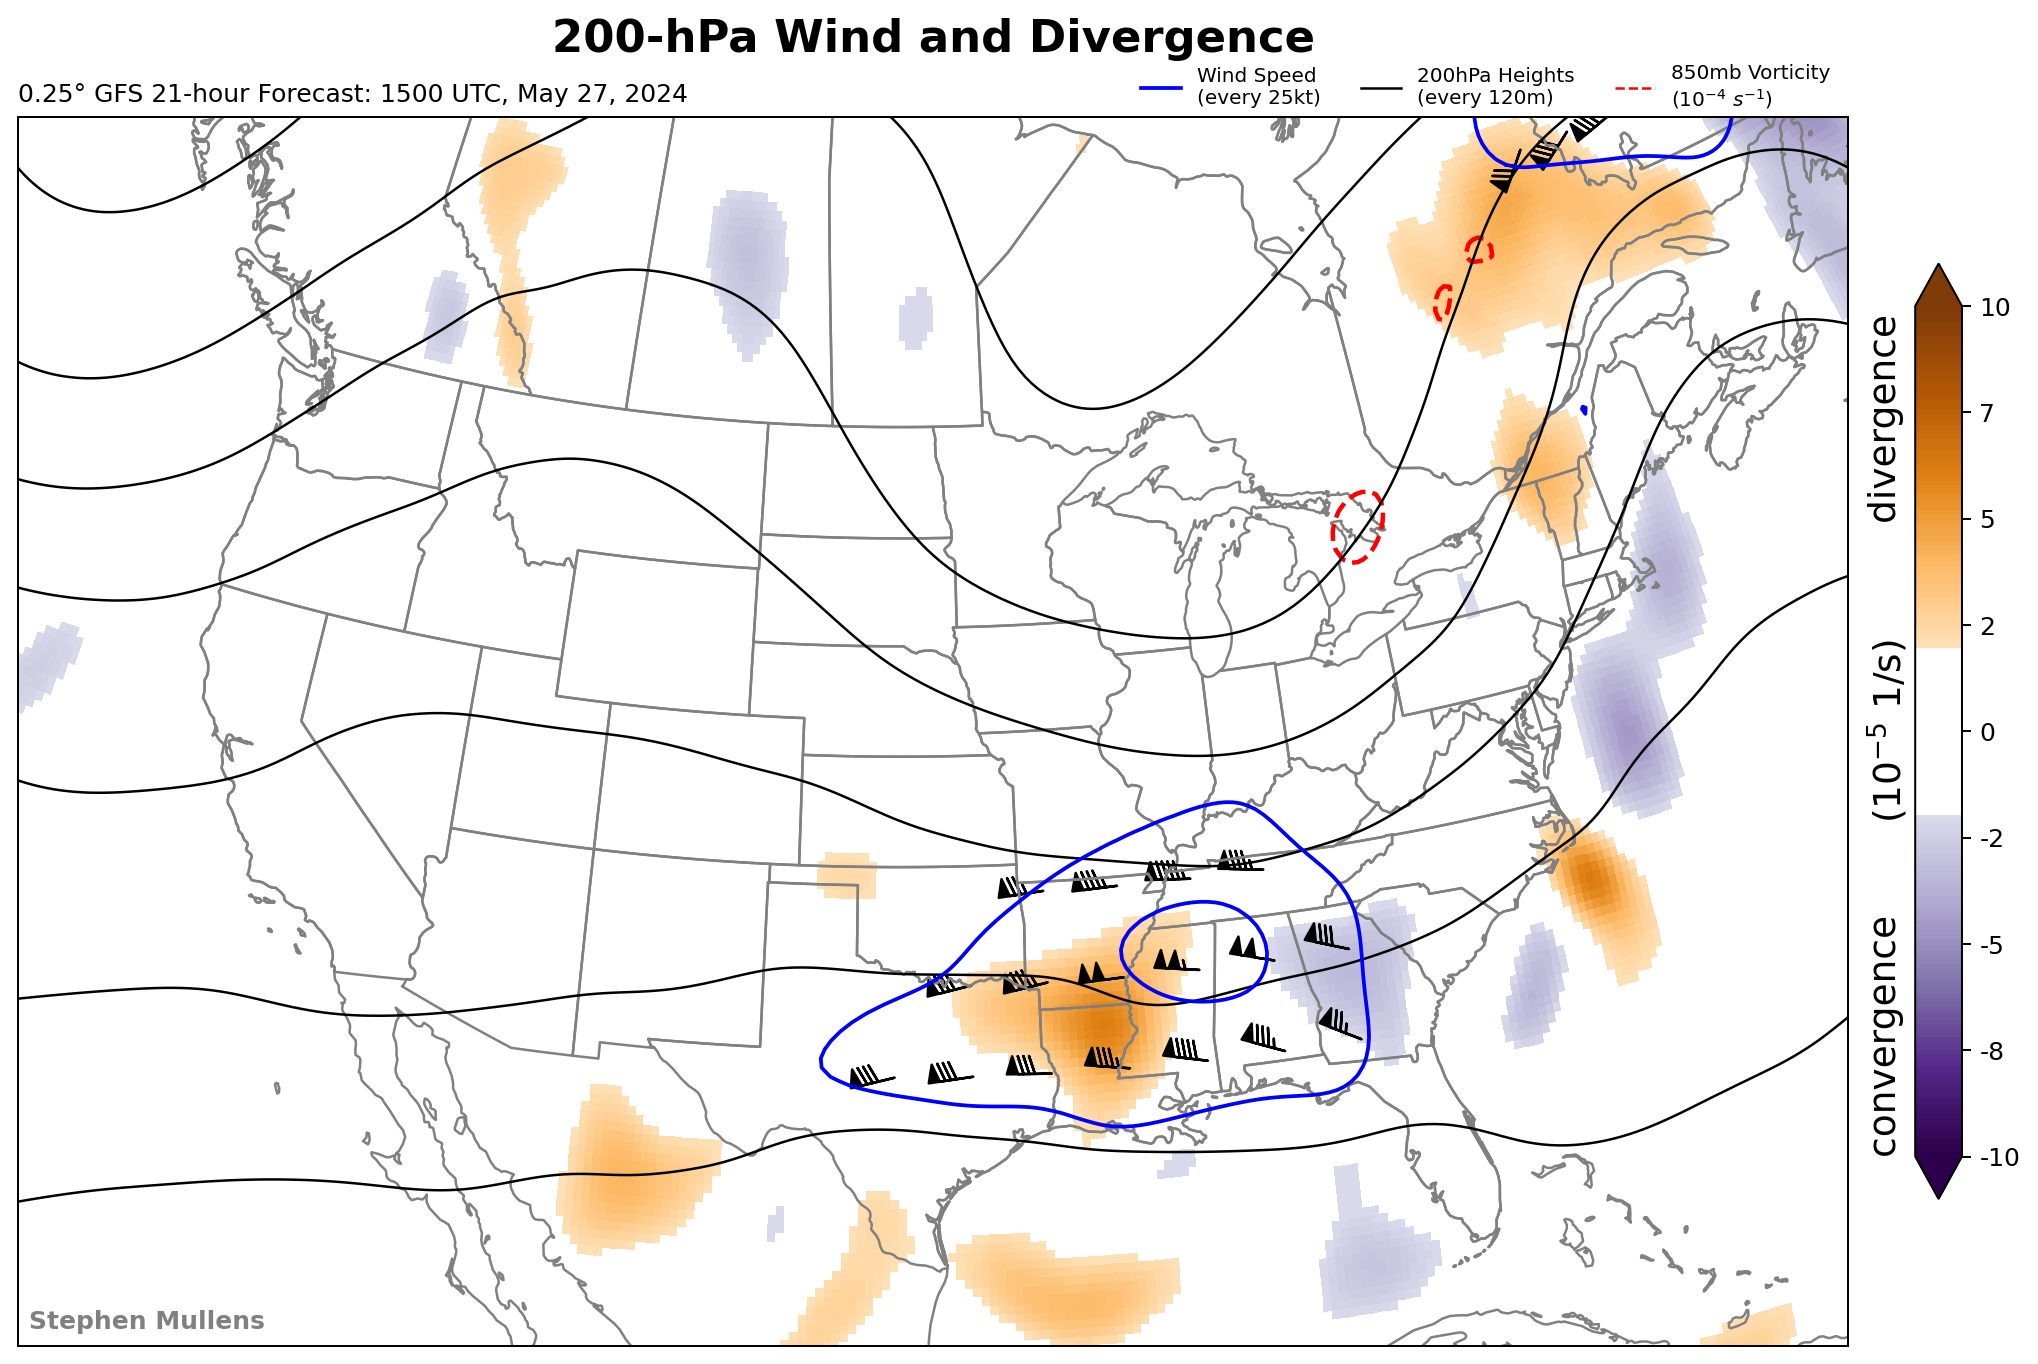 200-hPa Wind and Divergence
0.25° GFS 21-hour Forecast: 1500 UTC, May 27, 2024
Wind Speed
(every 25kt)
200hPa Heights
(every 120m)
850mb Vorticity
(10⁻⁴ s⁻¹)
10
7
5
2
0
-2
-5
-8
-10
convergence (10⁻⁵ 1/s) divergence
Stephen Mullens